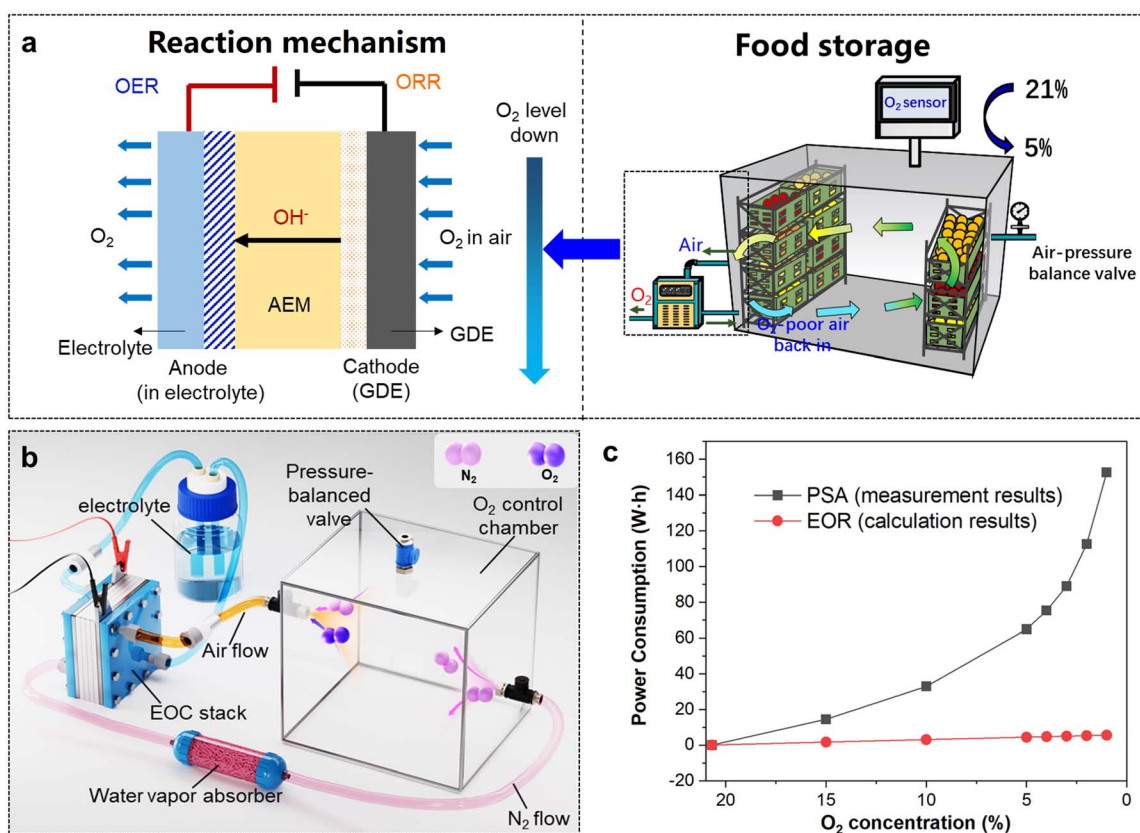 a
Reaction mechanism
OER
ORR
O2
OH-
AEM
O2 in air
Electrolyte
GDE
Anode
(in electrolyte)
Cathode
(GDE)
O2 level
down
Food storage
O2 sensor
21%
5%
Air
O2
O2-poor air
back in
Air-pressure
balance valve
b
electrolyte
Pressure-
balanced
valve
N2
O2
O2 control
chamber
Air flow
EOC stack
Water vapor absorber
N2 flow
c
Power Consumption (W·h)
160
140
120
100
80
60
40
20
0
-20
PSA (measurement results)
EOR (calculation results)
20
15
10
5
0
O2 concentration (%)